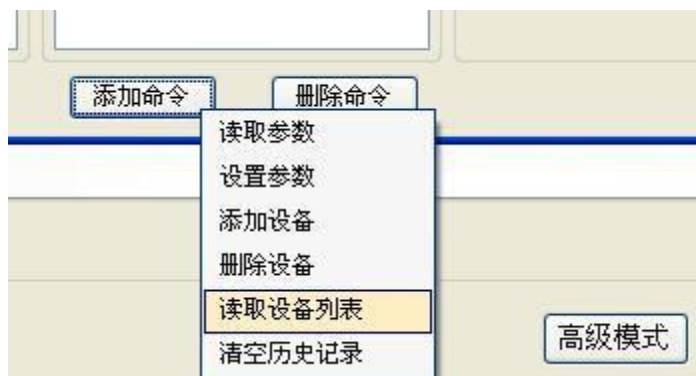 添加命令
删除命令
读取参数
设置参数
添加设备
删除设备
读取设备列表
清空历史记录
高级模式